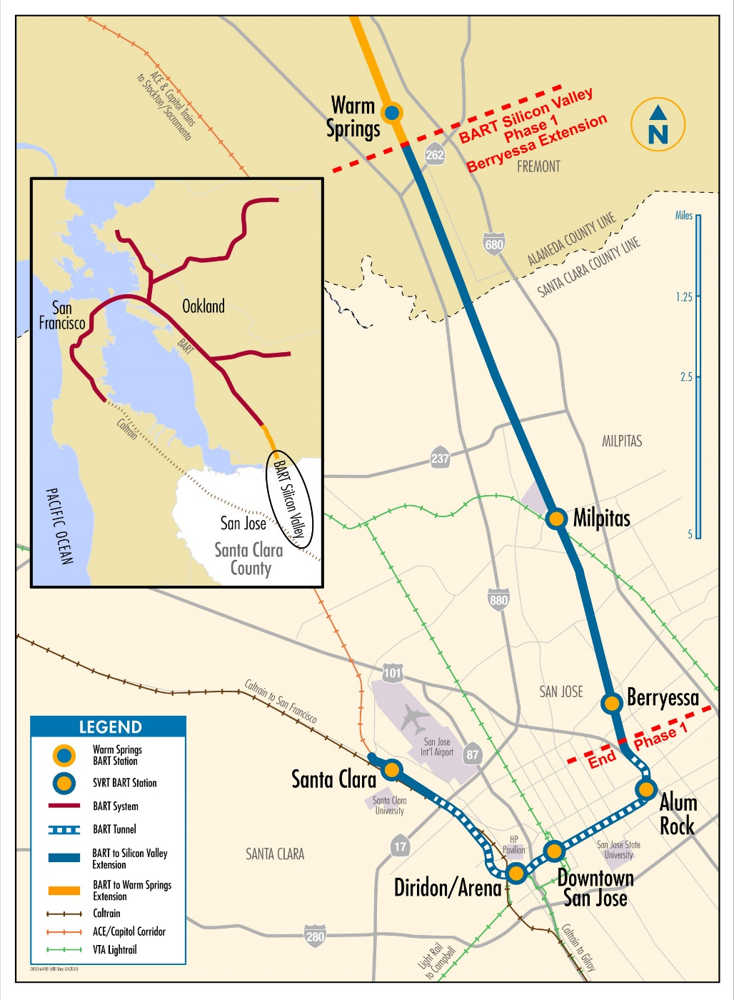 ACE & Capitol Trains
to Stockton/Sacramento
Warm
Springs
BART Silicon Valley
Phase 1
Berryessa Extension
262
FREMONT
N
680
ALAMEDA COUNTY LINE
SANTA CLARA COUNTY LINE
Miles
1.25
2.5
5
San
Francisco
Oakland
BART
Caltrain
BART Silicon Valley
PACIFIC OCEAN
San Jose
Santa Clara
County
237
MILPITAS
Milpitas
880
101
SAN JOSE
Berryessa
End Phase 1
Caltrain to San Francisco
San Jose
Int'l Airport
87
Santa Clara
Santa Clara
University
Alum
Rock
17
HP
Pavilion
San Jose State
University
SANTA CLARA
Diridon/Arena
Downtown
San Jose
280
Light Rail
to Campbell
Caltrain to Gilroy
LEGEND
Warm Springs
BART Station
SVRT BART Station
BART System
BART Tunnel
BART to Silicon Valley
Extension
BART to Warm Springs
Extension
Caltrain
ACE/Capitol Corridor
VTA Lightrail